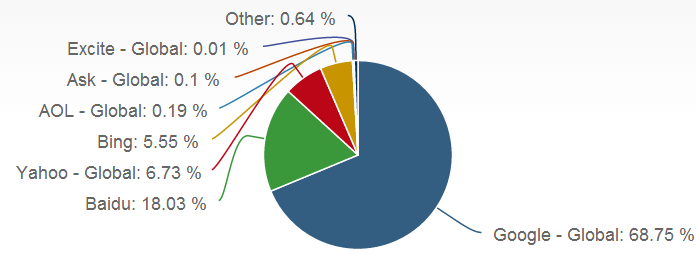 Other: 0.64 %
Excite - Global: 0.01 %
Ask - Global: 0.1 %
AOL - Global: 0.19 %
Bing: 5.55 %
Yahoo - Global: 6.73 %
Baidu: 18.03 %
Google - Global: 68.75 %